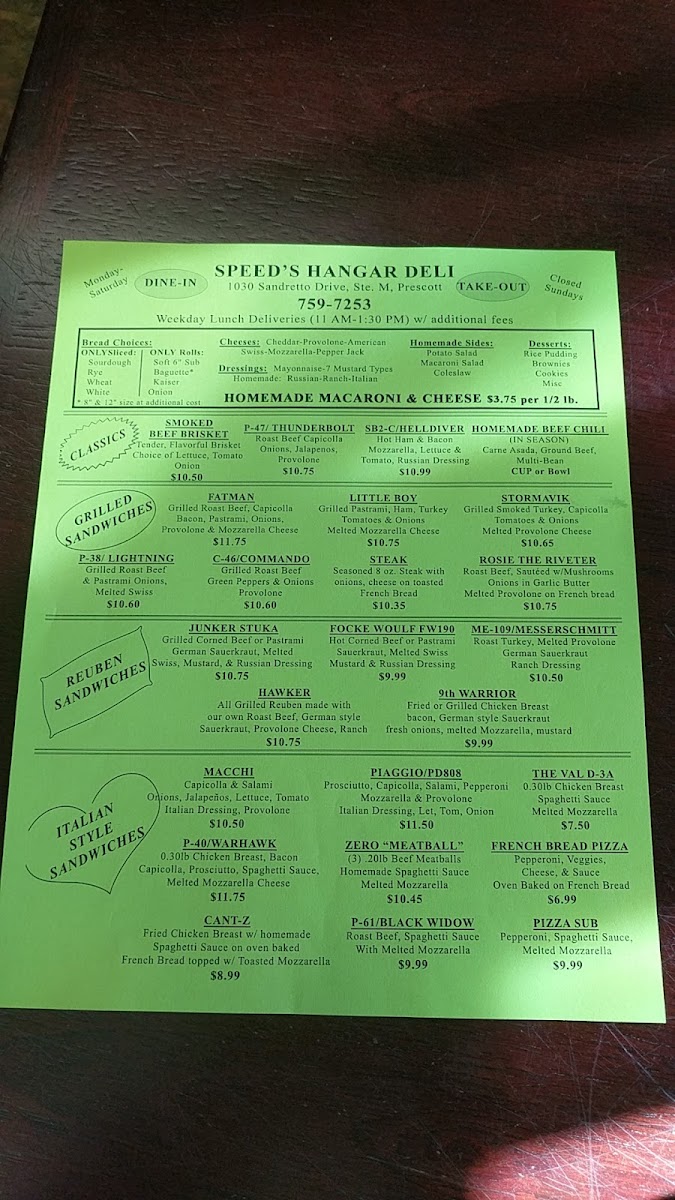 SPEED'S HANGAR DELI
Monday-
Saturday
DINE-IN
1030 Sandretto Drive, Ste. M, Prescott
TAKE-OUT
Closed
Sundays
759-7253
Weekday Lunch Deliveries (11 AM-1:30 PM) w/ additional fees
Bread Choices:
ONLYSliced:
Sourdough
Rye
Wheat
White
ONLY Rolls:
Soft 6" Sub
Baguette*
Kaiser
Onion
* 8" & 12" size at additional cost
Cheeses: Cheddar-Provolone-American
Swiss-Mozzarella-Pepper Jack
Dressings: Mayonnaise-7 Mustard Types
Homemade: Russian-Ranch-Italian
Homemade Sides:
Potato Salad
Macaroni Salad
Coleslaw
Desserts:
Rice Pudding
Brownies
Cookies
Misc
HOMEMADE MACARONI & CHEESE $3.75 per 1/2 lb.
CLASSICS
SMOKED
BEEF BRISKET
Tender, Flavorful Brisket
Choice of Lettuce, Tomato
Onion
$10.50
P-47/ THUNDERBOLT
Roast Beef Capicolla
Onions, Jalapenos,
Provolone
$10.75
SB2-C/HELLDIVER
Hot Ham & Bacon
Mozzarella, Lettuce &
Tomato, Russian Dressing
$10.99
HOMEMADE BEEF CHILI
(IN SEASON)
Carne Asada, Ground Beef,
Multi-Bean
CUP or Bowl
GRILLED
SANDWICHES
FATMAN
Grilled Roast Beef, Capicolla
Bacon, Pastrami, Onions,
Provolone & Mozzarella Cheese
$11.75
LITTLE BOY
Grilled Pastrami, Ham, Turkey
Tomatoes & Onions
Melted Mozzarella Cheese
$10.75
STORMAVIK
Grilled Smoked Turkey, Capicolla
Tomatoes & Onions
Melted Provolone Cheese
$10.65
P-38/ LIGHTNING
Grilled Roast Beef
& Pastrami Onions,
Melted Swiss
$10.60
C-46/COMMANDO
Grilled Roast Beef
Green Peppers & Onions
Provolone
$10.60
STEAK
Seasoned 8 oz. Steak with
onions, cheese on toasted
French Bread
$10.35
ROSIE THE RIVETER
Roast Beef, Sautéed w/Mushrooms
Onions in Garlic Butter
Melted Provolone on French bread
$10.75
REUBEN
SANDWICHES
JUNKER STUKA
Grilled Corned Beef or Pastrami
German Sauerkraut, Melted
Swiss, Mustard, & Russian Dressing
$10.75
FOCKE WOULF FW190
Hot Corned Beef or Pastrami
Sauerkraut, Melted Swiss
Mustard & Russian Dressing
$9.99
ME-109/MESSERSCHMITT
Roast Turkey, Melted Provolone
German Sauerkraut
Ranch Dressing
$10.50
HAWKER
All Grilled Reuben made with
our own Roast Beef, German style
Sauerkraut, Provolone Cheese, Ranch
$10.75
9th WARRIOR
Fried or Grilled Chicken Breast
bacon, German style Sauerkraut
fresh onions, melted Mozzarella, mustard
$9.99
ITALIAN
STYLE
SANDWICHES
MACCHI
Capicolla & Salami
Onions, Jalapeños, Lettuce, Tomato
Italian Dressing, Provolone
$10.50
PIAGGIO/PD808
Prosciutto, Capicolla, Salami, Pepperoni
Mozzarella & Provolone
Italian Dressing, Let, Tom, Onion
$11.50
THE VAL D-3A
0.30lb Chicken Breast
Spaghetti Sauce
Melted Mozzarella
$7.50
P-40/WARHAWK
0.30lb Chicken Breast, Bacon
Capicolla, Prosciutto, Spaghetti Sauce,
Melted Mozzarella Cheese
$11.75
ZERO "MEATBALL"
(3) .20lb Beef Meatballs
Homemade Spaghetti Sauce
Melted Mozzarella
$10.45
FRENCH BREAD PIZZA
Pepperoni, Veggies,
Cheese, & Sauce
Oven Baked on French Bread
$6.99
CANT-Z
Fried Chicken Breast w/ homemade
Spaghetti Sauce on oven baked
French Bread topped w/ Toasted Mozzarella
$8.99
P-61/BLACK WIDOW
Roast Beef, Spaghetti Sauce
With Melted Mozzarella
$9.99
PIZZA SUB
Pepperoni, Spaghetti Sauce,
Melted Mozzarella
$9.99